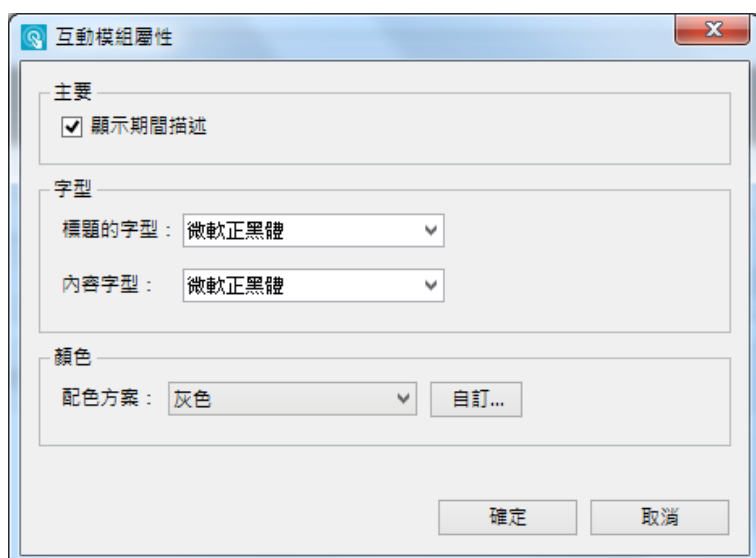 互動模組屬性
主要
顯示期間描述
字型
標題的字型：
微軟正黑體
內容字型：
微軟正黑體
顏色
配色方案：
灰色
自訂...
確定
取消